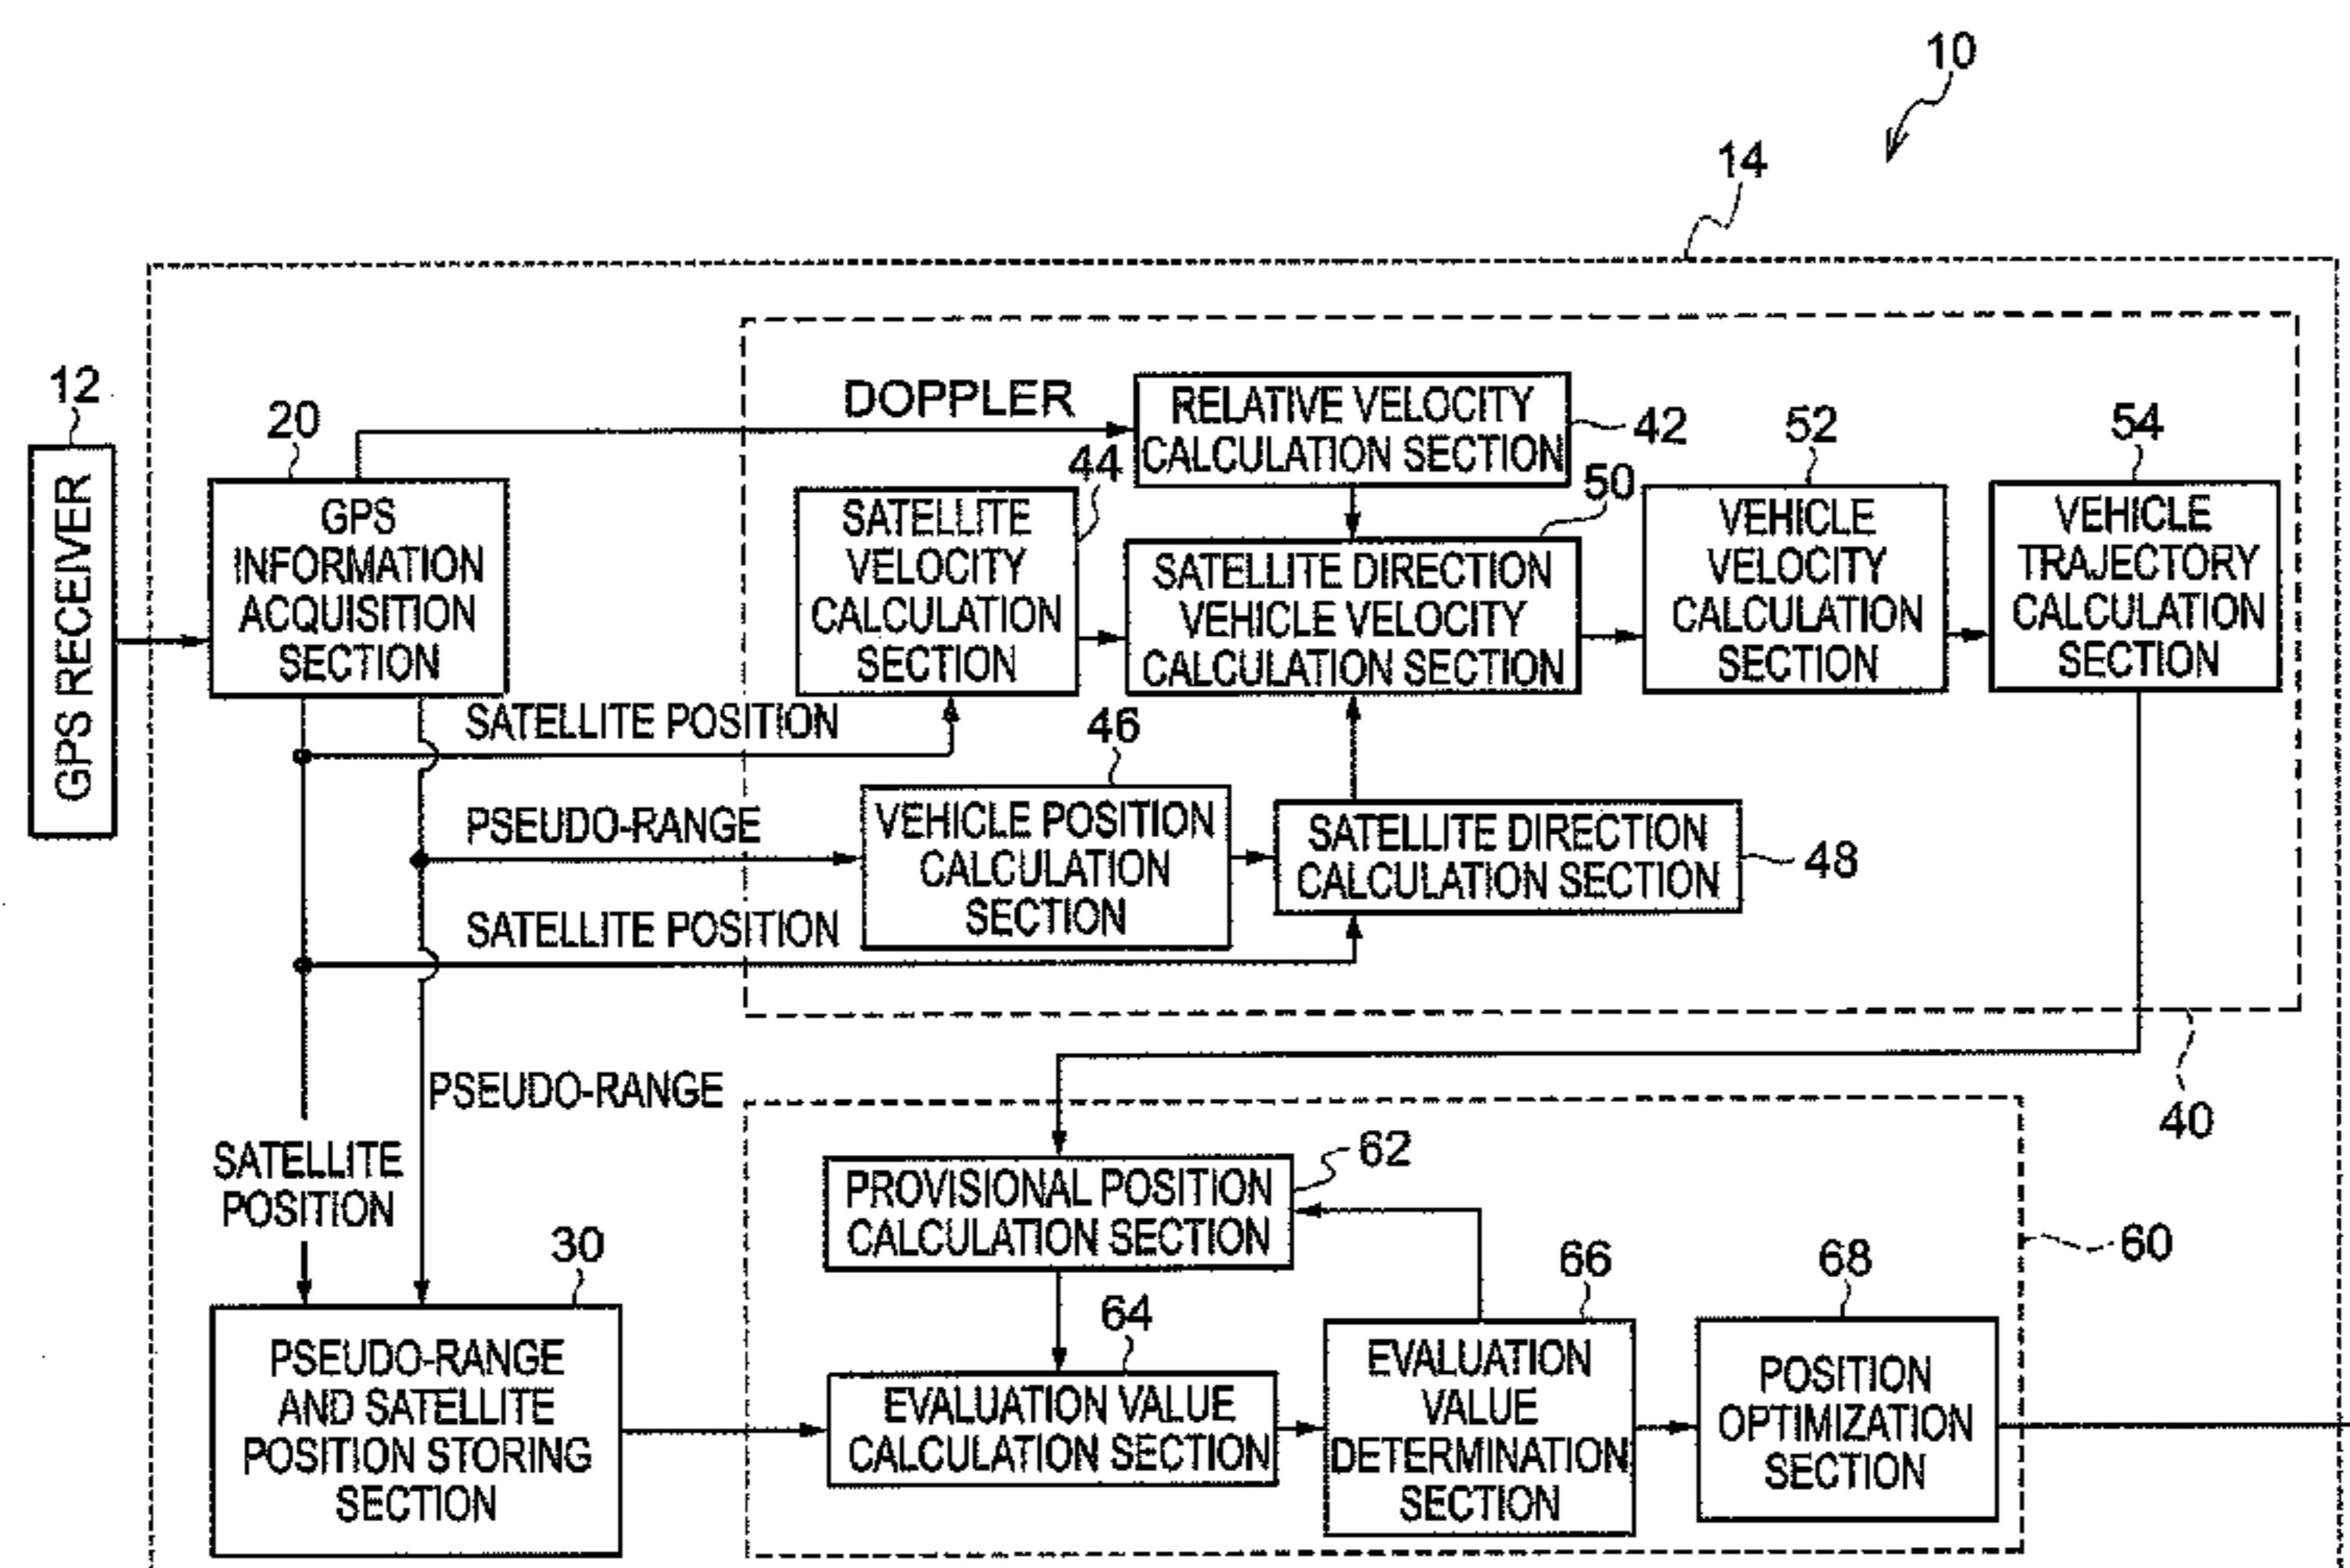 10
14
12
GPS RECEIVER
20
GPS
INFORMATION
ACQUISITION
SECTION
DOPPLER
RELATIVE VELOCITY
CALCULATION SECTION
42
44
SATELLITE
VELOCITY
CALCULATION
SECTION
50
SATELLITE DIRECTION
VEHICLE VELOCITY
CALCULATION SECTION
52
VEHICLE
VELOCITY
CALCULATION
SECTION
54
VEHICLE
TRAJECTORY
CALCULATION
SECTION
SATELLITE POSITION
46
PSEUDO-RANGE
VEHICLE POSITION
CALCULATION
SECTION
SATELLITE DIRECTION
CALCULATION SECTION
48
SATELLITE POSITION
40
PSEUDO-RANGE
SATELLITE
POSITION
62
PROVISIONAL POSITION
CALCULATION SECTION
60
30
PSEUDO-RANGE
AND SATELLITE
POSITION STORING
SECTION
64
EVALUATION VALUE
CALCULATION SECTION
66
EVALUATION
VALUE
DETERMINATION
SECTION
68
POSITION
OPTIMIZATION
SECTION